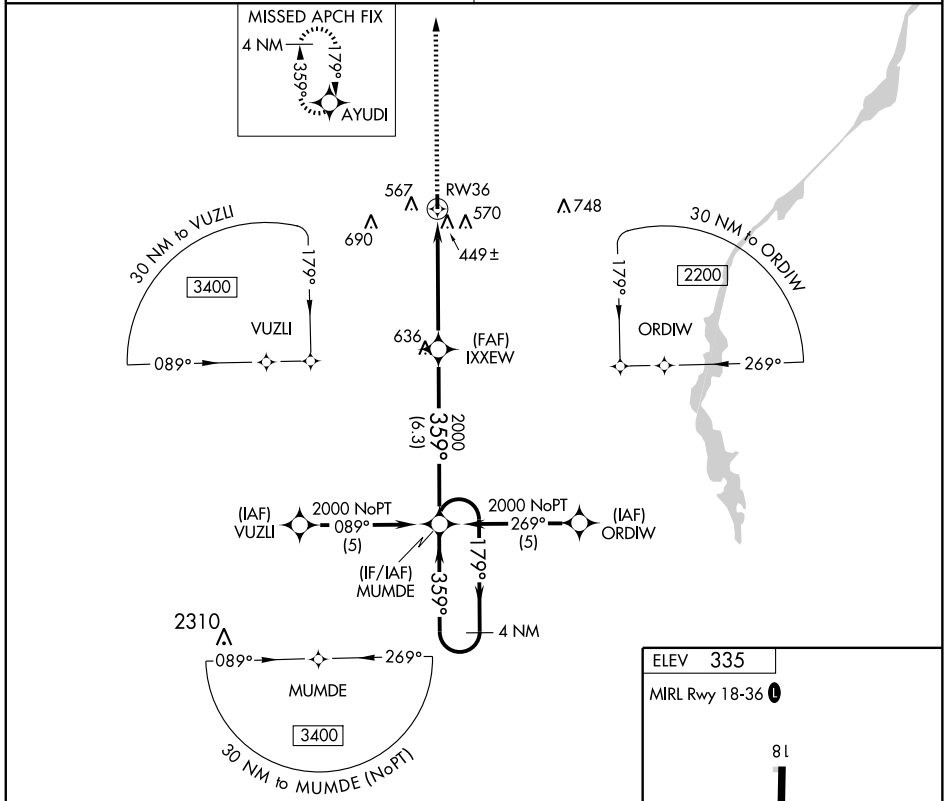 MISSED APCH FIX
4 NM
359°
179°
AYUDI
567
RW36
570
690
449±
748
30 NM to VUZLI
3400
179°
VUZLI
089°
30 NM to ORDIW
2200
179°
ORDIW
269°
636
(FAF)
IXXEW
2000
359°
(6.3)
(IAF)
VUZLI
2000 NoPT
089°
(5)
2000 NoPT
269°
(5)
(IAF)
ORDIW
(IF/IAF)
MUMDE
359°
179°
4 NM
2310
089°
269°
MUMDE
3400
30 NM to MUMDE (NoPT)
ELEV 335
MIRL Rwy 18-36 L
18